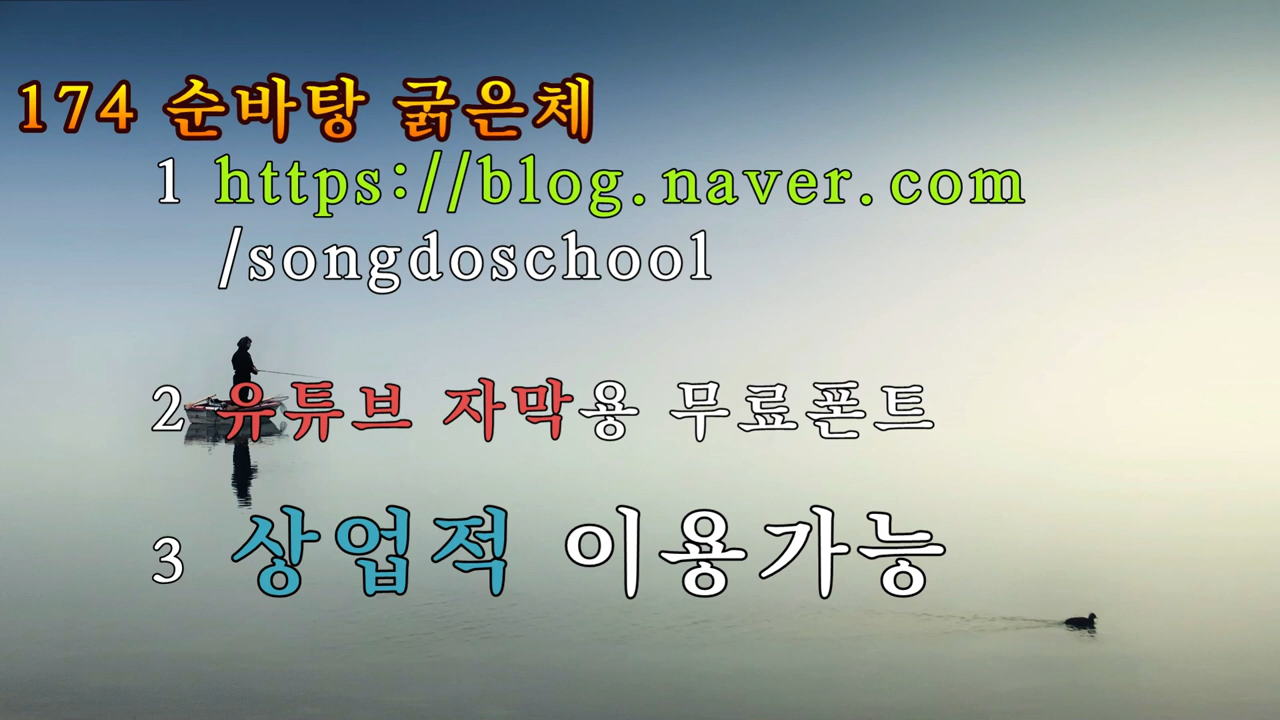 174 순바탕 굵은체
1 https://blog.naver.com
/songdoschool
2 유튜브 자막용 무료폰트
3 상업적 이용가능